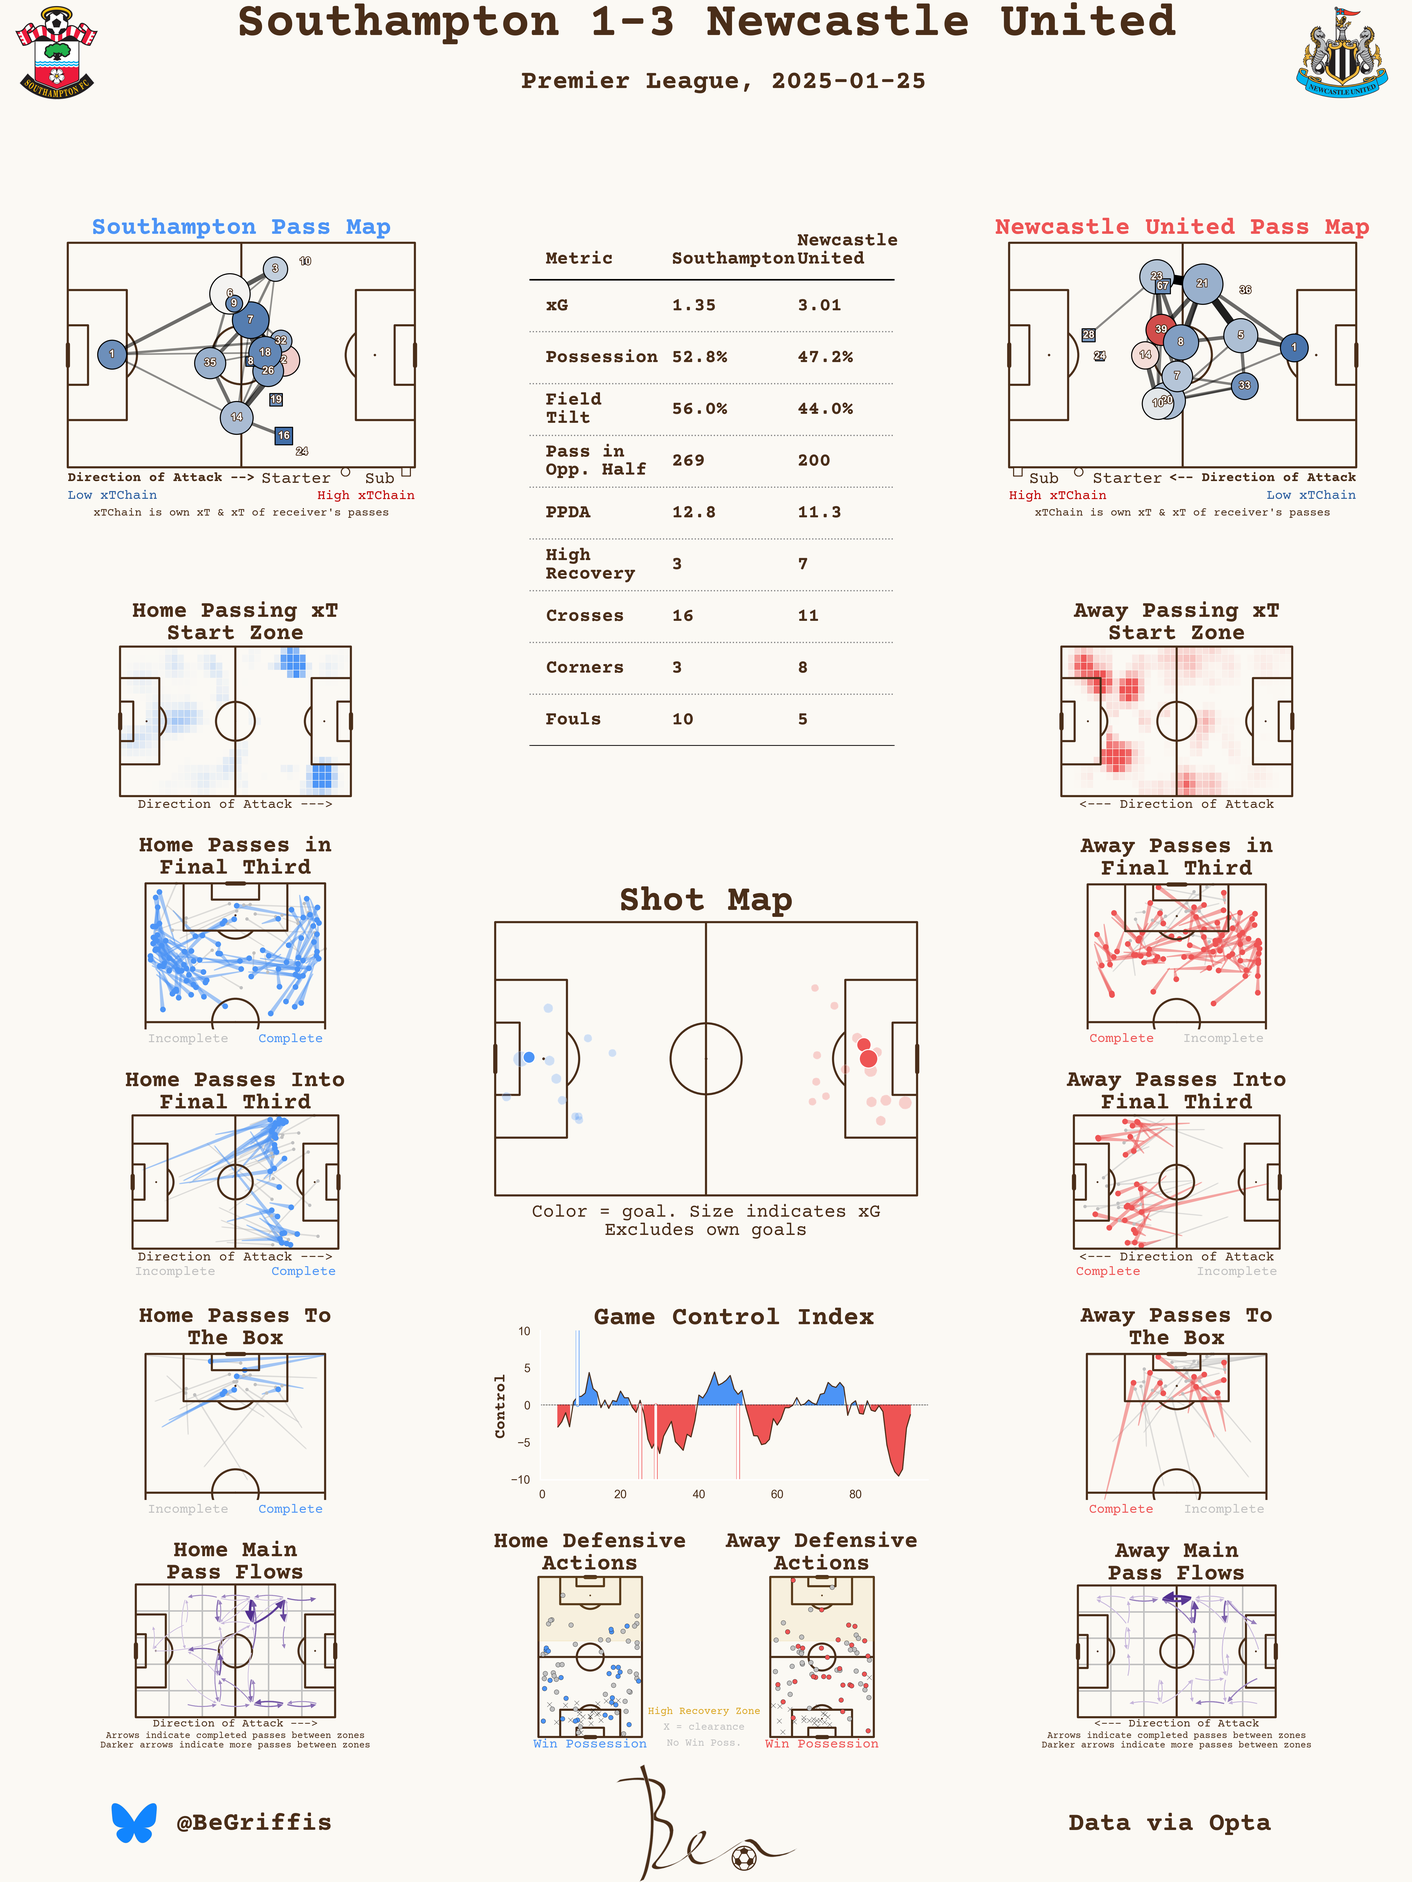 Southampton 1-3 Newcastle United
Premier League, 2025-01-25
SOUTHAMPTON FC
NEWCASTLE UNITED
Southampton Pass Map
3
10
6
9
7
32
1
35
18
2
8
26
19
14
16
24
Direction of Attack --> Starter Sub
Low xTChain High xTChain
xTChain is own xT & xT of receiver's passes
Metric Southampton Newcastle United
xG 1.35 3.01
Possession 52.8% 47.2%
Field
Tilt 56.0% 44.0%
Pass in
Opp. Half 269 200
PPDA 12.8 11.3
High
Recovery 3 7
Crosses 16 11
Corners 3 8
Fouls 10 5
Newcastle United Pass Map
23
67
21
36
28
39
8
5
1
24
14
7
33
10
20
Sub Starter <-- Direction of Attack
High xTChain Low xTChain
xTChain is own xT & xT of receiver's passes
Home Passing xT
Start Zone
Direction of Attack --->
Away Passing xT
Start Zone
<--- Direction of Attack
Home Passes in
Final Third
Incomplete Complete
Away Passes in
Final Third
Complete Incomplete
Shot Map
Color = goal. Size indicates xG
Excludes own goals
Home Passes Into
Final Third
Direction of Attack --->
Incomplete Complete
Away Passes Into
Final Third
<--- Direction of Attack
Complete Incomplete
Home Passes To
The Box
Incomplete Complete
Game Control Index
Control
10
5
0
−5
−10
0 20 40 60 80
Away Passes To
The Box
Complete Incomplete
Home Main
Pass Flows
Direction of Attack --->
Arrows indicate completed passes between zones
Darker arrows indicate more passes between zones
Home Defensive
Actions
Win Possession
Away Defensive
Actions
Win Possession
High Recovery Zone
X = clearance
No Win Poss.
Away Main
Pass Flows
<--- Direction of Attack
Arrows indicate completed passes between zones
Darker arrows indicate more passes between zones
@BeGriffis
Ben
Data via Opta